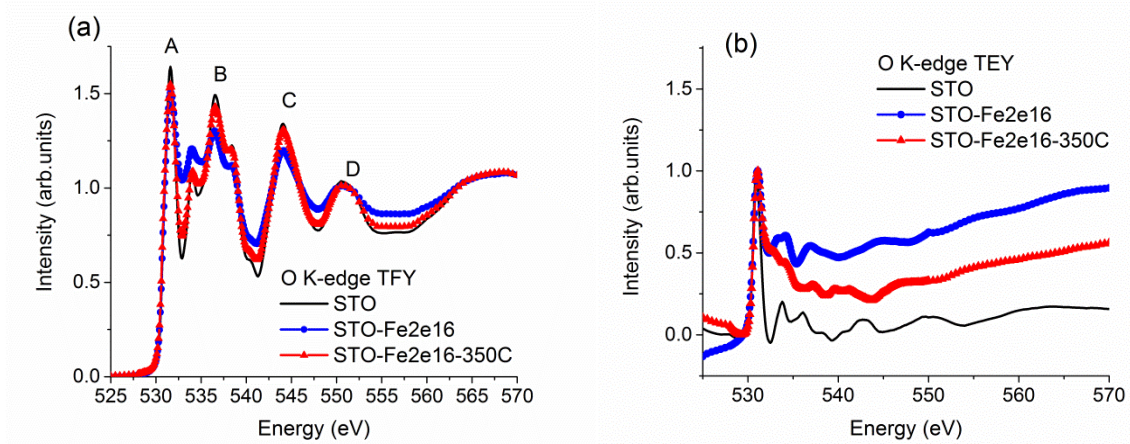 (a)
A
B
C
D
1.5
1.0
0.5
0.0
Intensity (arb.units)
O K-edge TFY
STO
STO-Fe2e16
STO-Fe2e16-350C
525 530 535 540 545 550 555 560 565 570
Energy (eV)
(b)
O K-edge TEY
STO
STO-Fe2e16
STO-Fe2e16-350C
1.5
1.0
0.5
0.0
Intensity (arb.units)
530 540 550 560 570
Energy (eV)